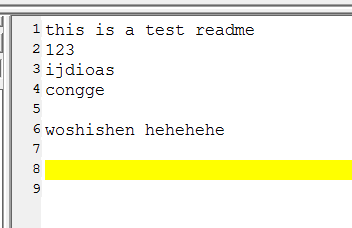 1 this is a test readme
2 123
3 ijdioas
4 congge
5
6 woshishen hehehehe
7
8
9